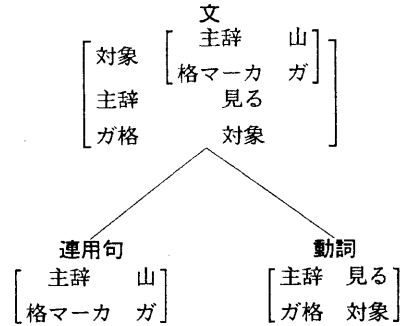 文
主辞 山
対象
格マーカ ガ
主辞 見る
ガ格 対象
連用句 動詞
主辞 山 主辞 見る
格マーカ ガ ガ格 対象